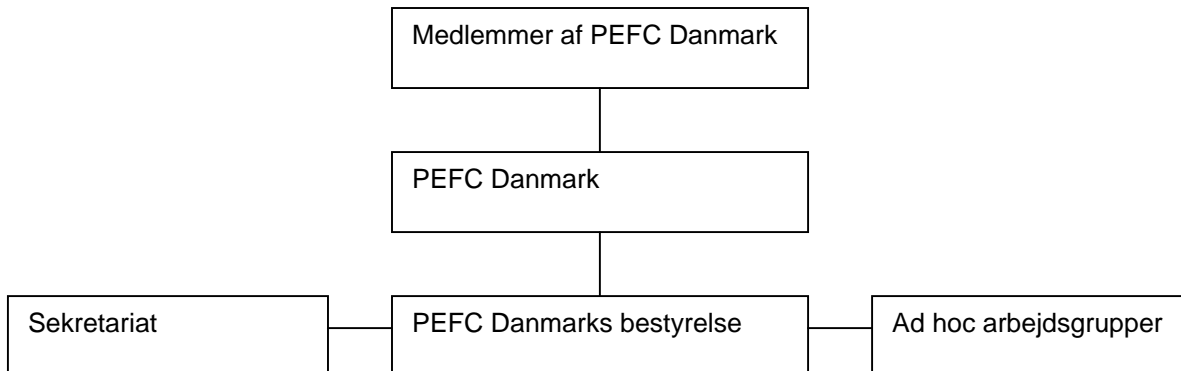 Medlemmer af PEFC Danmark
PEFC Danmark
Sekretariat
PEFC Danmarks bestyrelse
Ad hoc arbejdsgrupper